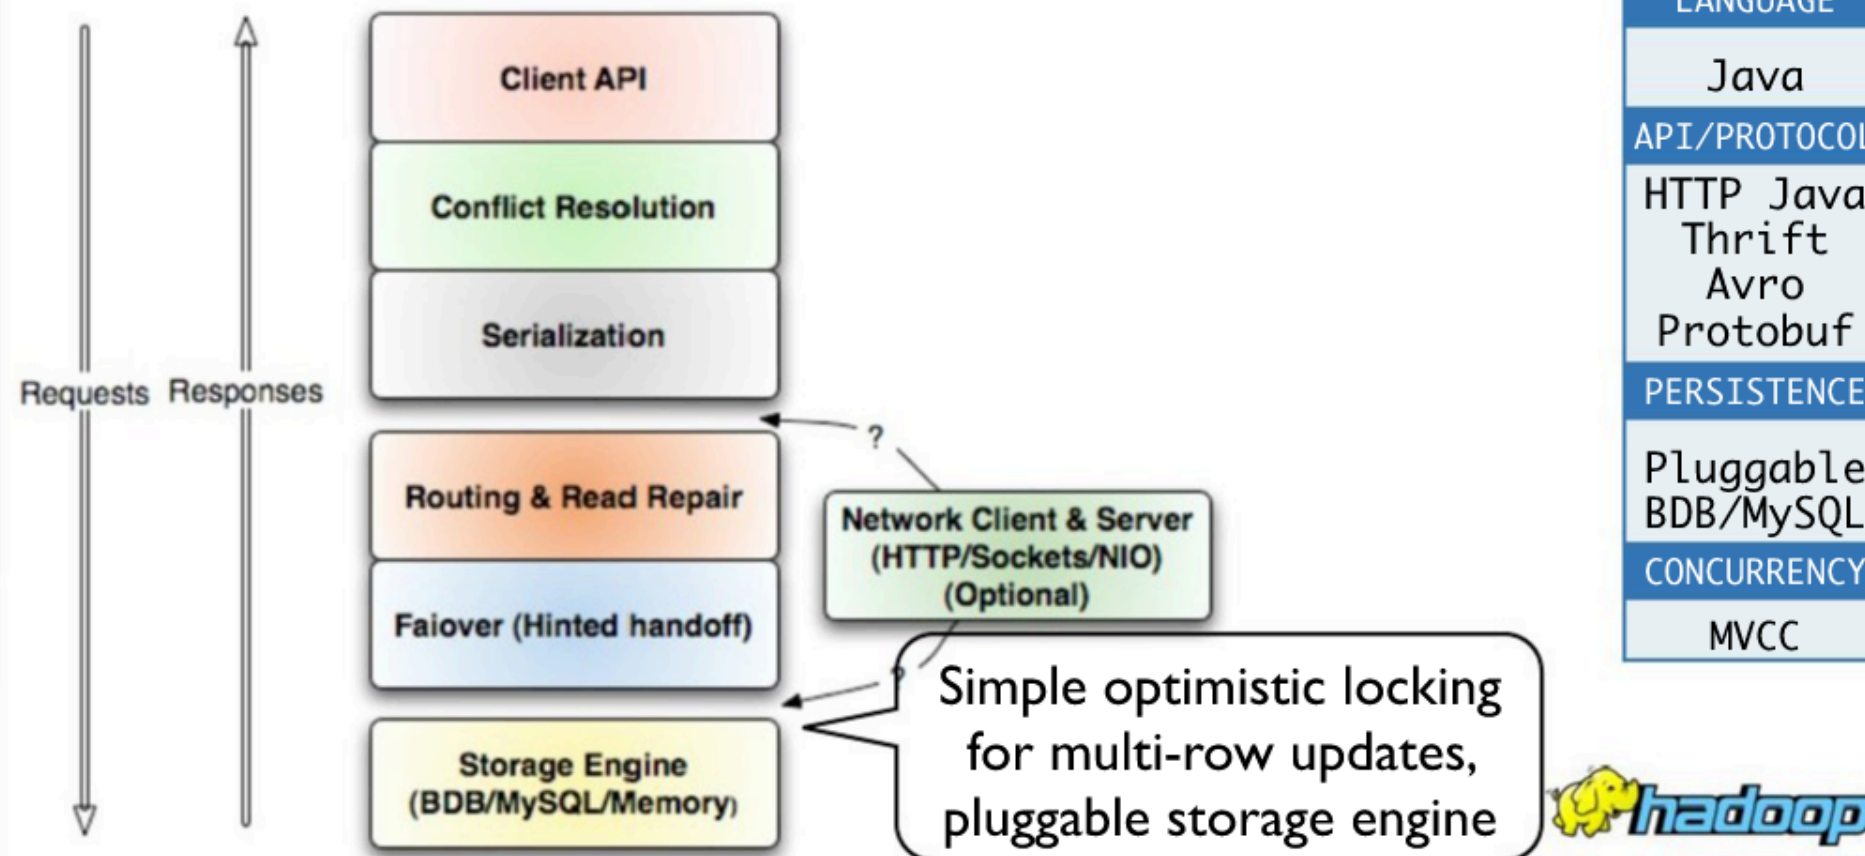 Client API
Conflict Resolution
Serialization
Requests
Responses
?
Routing & Read Repair
Network Client & Server
(HTTP/Sockets/NIO)
(Optional)
Faiover (Hinted handoff)
?
Simple optimistic locking
for multi-row updates,
pluggable storage engine
Storage Engine
(BDB/MySQL/Memory)
LANGUAGE
Java
API/PROTOCOL
HTTP Java
Thrift
Avro
Protobuf
PERSISTENCE
Pluggable
BDB/MySQL
CONCURRENCY
MVCC
hadoop